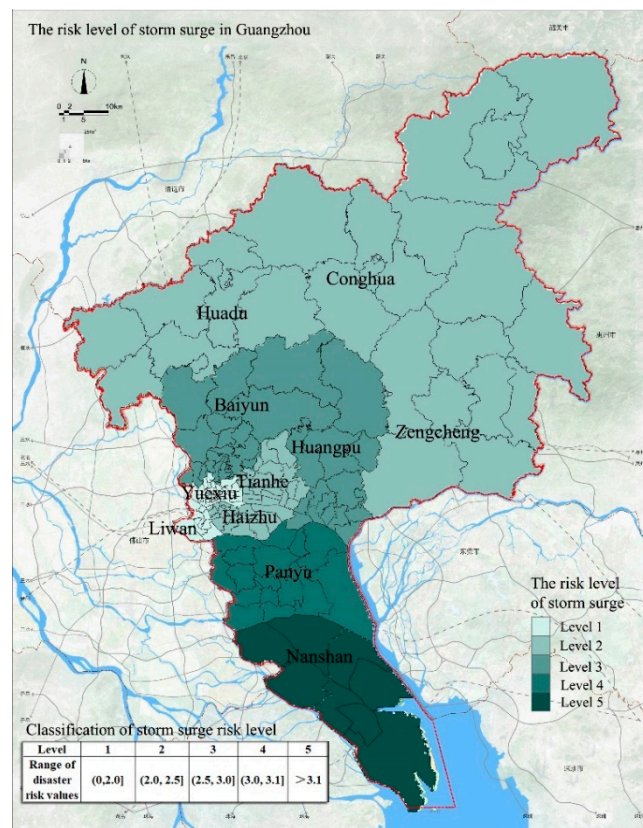 The risk level of storm surge in Guangzhou
N
0 2 5 10km
Conghua
Huadu
Baiyun
Huangpu
Zengcheng
Tianhe
Yuexiu
Haizhu
Liwan
Panyu
Nanshan
The risk level
of storm surge
Level 1
Level 2
Level 3
Level 4
Level 5
Classification of storm surge risk level
Level 1 2 3 4 5
Range of disaster risk values (0,2.0] (2.0, 2.5] (2.5, 3.0] (3.0, 3.1] >3.1